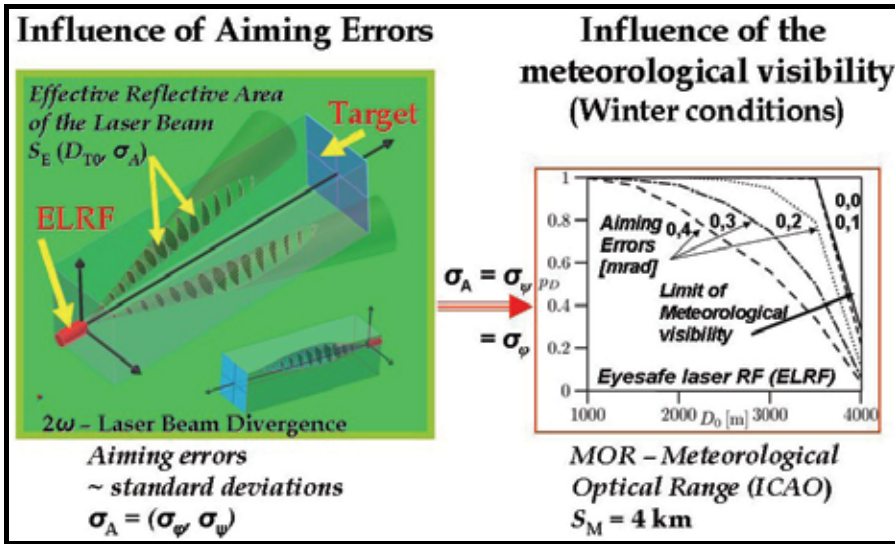 Influence of Aiming Errors
Effective Reflective Area
of the Laser Beam
S_E (D_T0, σ_A)
Target
ELRF
2ω – Laser Beam Divergence
Aiming errors
~ standard deviations
σ_A = (σ_φ, σ_ψ)
σ_A = σ_ψ
= σ_φ
Influence of the
meteorological visibility
(Winter conditions)
1
0.8
0.6
0.4
0.2
0
p_D
0,0
0,1
0,4
0,3
0,2
Aiming
Errors
[mrad]
Limit of
Meteorological
visibility
Eyesafe laser RF (ELRF)
1000 2000 D_0 [m] 3000 4000
MOR – Meteorological
Optical Range (ICAO)
S_M = 4 km